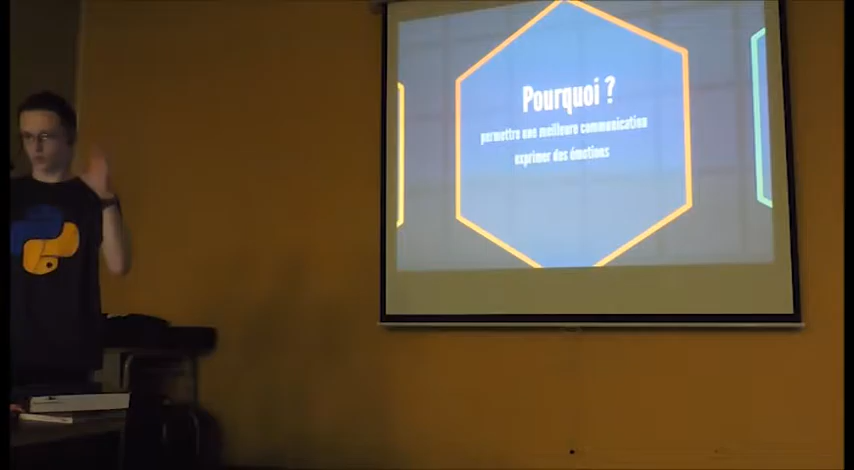 Pourquoi ?
permettre une meilleure communication
exprimer des émotions